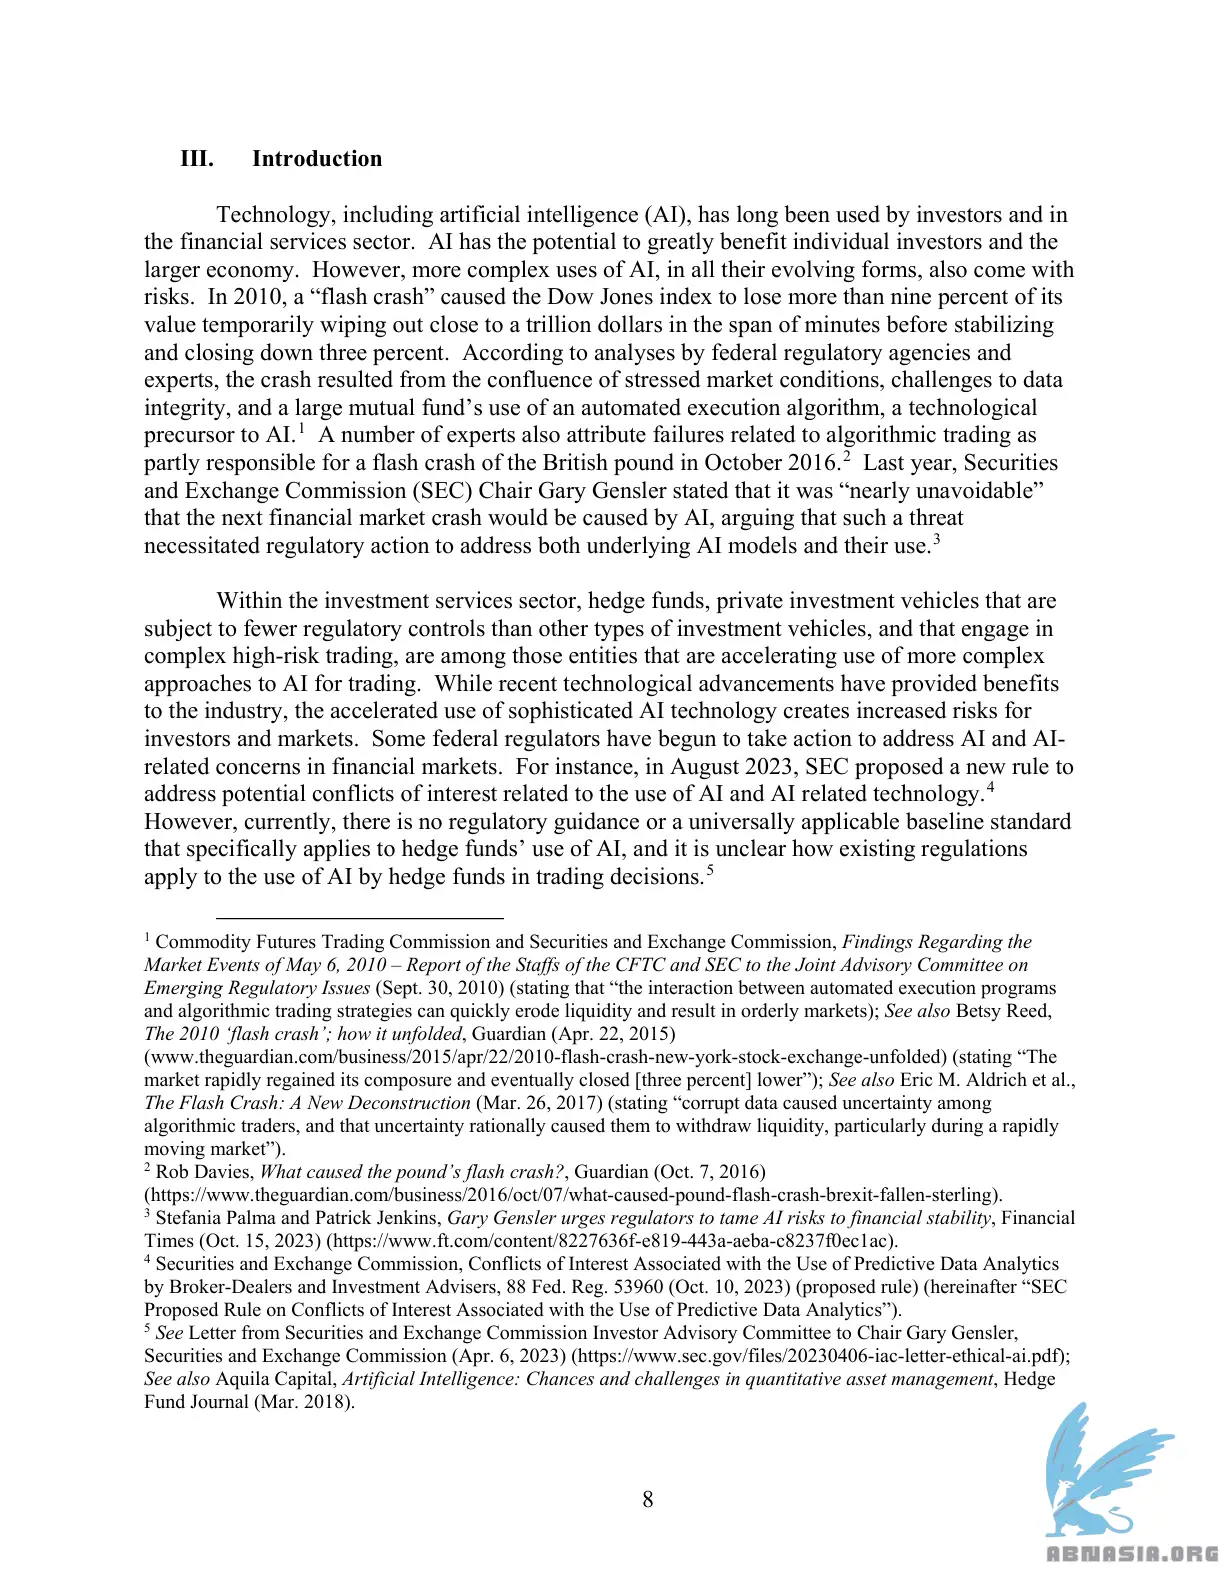 III. Introduction
Technology, including artificial intelligence (AI), has long been used by investors and in
the financial services sector.  AI has the potential to greatly benefit individual investors and the
larger economy.  However, more complex uses of AI, in all their evolving forms, also come with
risks.  In 2010, a “flash crash” caused the Dow Jones index to lose more than nine percent of its
value temporarily wiping out close to a trillion dollars in the span of minutes before stabilizing
and closing down three percent.  According to analyses by federal regulatory agencies and
experts, the crash resulted from the confluence of stressed market conditions, challenges to data
integrity, and a large mutual fund’s use of an automated execution algorithm, a technological
precursor to AI.1  A number of experts also attribute failures related to algorithmic trading as
partly responsible for a flash crash of the British pound in October 2016.2  Last year, Securities
and Exchange Commission (SEC) Chair Gary Gensler stated that it was “nearly unavoidable”
that the next financial market crash would be caused by AI, arguing that such a threat
necessitated regulatory action to address both underlying AI models and their use.3
Within the investment services sector, hedge funds, private investment vehicles that are
subject to fewer regulatory controls than other types of investment vehicles, and that engage in
complex high-risk trading, are among those entities that are accelerating use of more complex
approaches to AI for trading.  While recent technological advancements have provided benefits
to the industry, the accelerated use of sophisticated AI technology creates increased risks for
investors and markets.  Some federal regulators have begun to take action to address AI and AI-
related concerns in financial markets.  For instance, in August 2023, SEC proposed a new rule to
address potential conflicts of interest related to the use of AI and AI related technology.4
However, currently, there is no regulatory guidance or a universally applicable baseline standard
that specifically applies to hedge funds’ use of AI, and it is unclear how existing regulations
apply to the use of AI by hedge funds in trading decisions.5
1 Commodity Futures Trading Commission and Securities and Exchange Commission, Findings Regarding the
Market Events of May 6, 2010 – Report of the Staffs of the CFTC and SEC to the Joint Advisory Committee on
Emerging Regulatory Issues (Sept. 30, 2010) (stating that “the interaction between automated execution programs
and algorithmic trading strategies can quickly erode liquidity and result in orderly markets); See also Betsy Reed,
The 2010 ‘flash crash’; how it unfolded, Guardian (Apr. 22, 2015)
(www.theguardian.com/business/2015/apr/22/2010-flash-crash-new-york-stock-exchange-unfolded) (stating “The
market rapidly regained its composure and eventually closed [three percent] lower”); See also Eric M. Aldrich et al.,
The Flash Crash: A New Deconstruction (Mar. 26, 2017) (stating “corrupt data caused uncertainty among
algorithmic traders, and that uncertainty rationally caused them to withdraw liquidity, particularly during a rapidly
moving market”).
2 Rob Davies, What caused the pound’s flash crash?, Guardian (Oct. 7, 2016)
(https://www.theguardian.com/business/2016/oct/07/what-caused-pound-flash-crash-brexit-fallen-sterling).
3 Stefania Palma and Patrick Jenkins, Gary Gensler urges regulators to tame AI risks to financial stability, Financial
Times (Oct. 15, 2023) (https://www.ft.com/content/8227636f-e819-443a-aeba-c8237f0ec1ac).
4 Securities and Exchange Commission, Conflicts of Interest Associated with the Use of Predictive Data Analytics
by Broker-Dealers and Investment Advisers, 88 Fed. Reg. 53960 (Oct. 10, 2023) (proposed rule) (hereinafter “SEC
Proposed Rule on Conflicts of Interest Associated with the Use of Predictive Data Analytics”).
5 See Letter from Securities and Exchange Commission Investor Advisory Committee to Chair Gary Gensler,
Securities and Exchange Commission (Apr. 6, 2023) (https://www.sec.gov/files/20230406-iac-letter-ethical-ai.pdf);
See also Aquila Capital, Artificial Intelligence: Chances and challenges in quantitative asset management, Hedge
Fund Journal (Mar. 2018).
8
ABNASIA.ORG